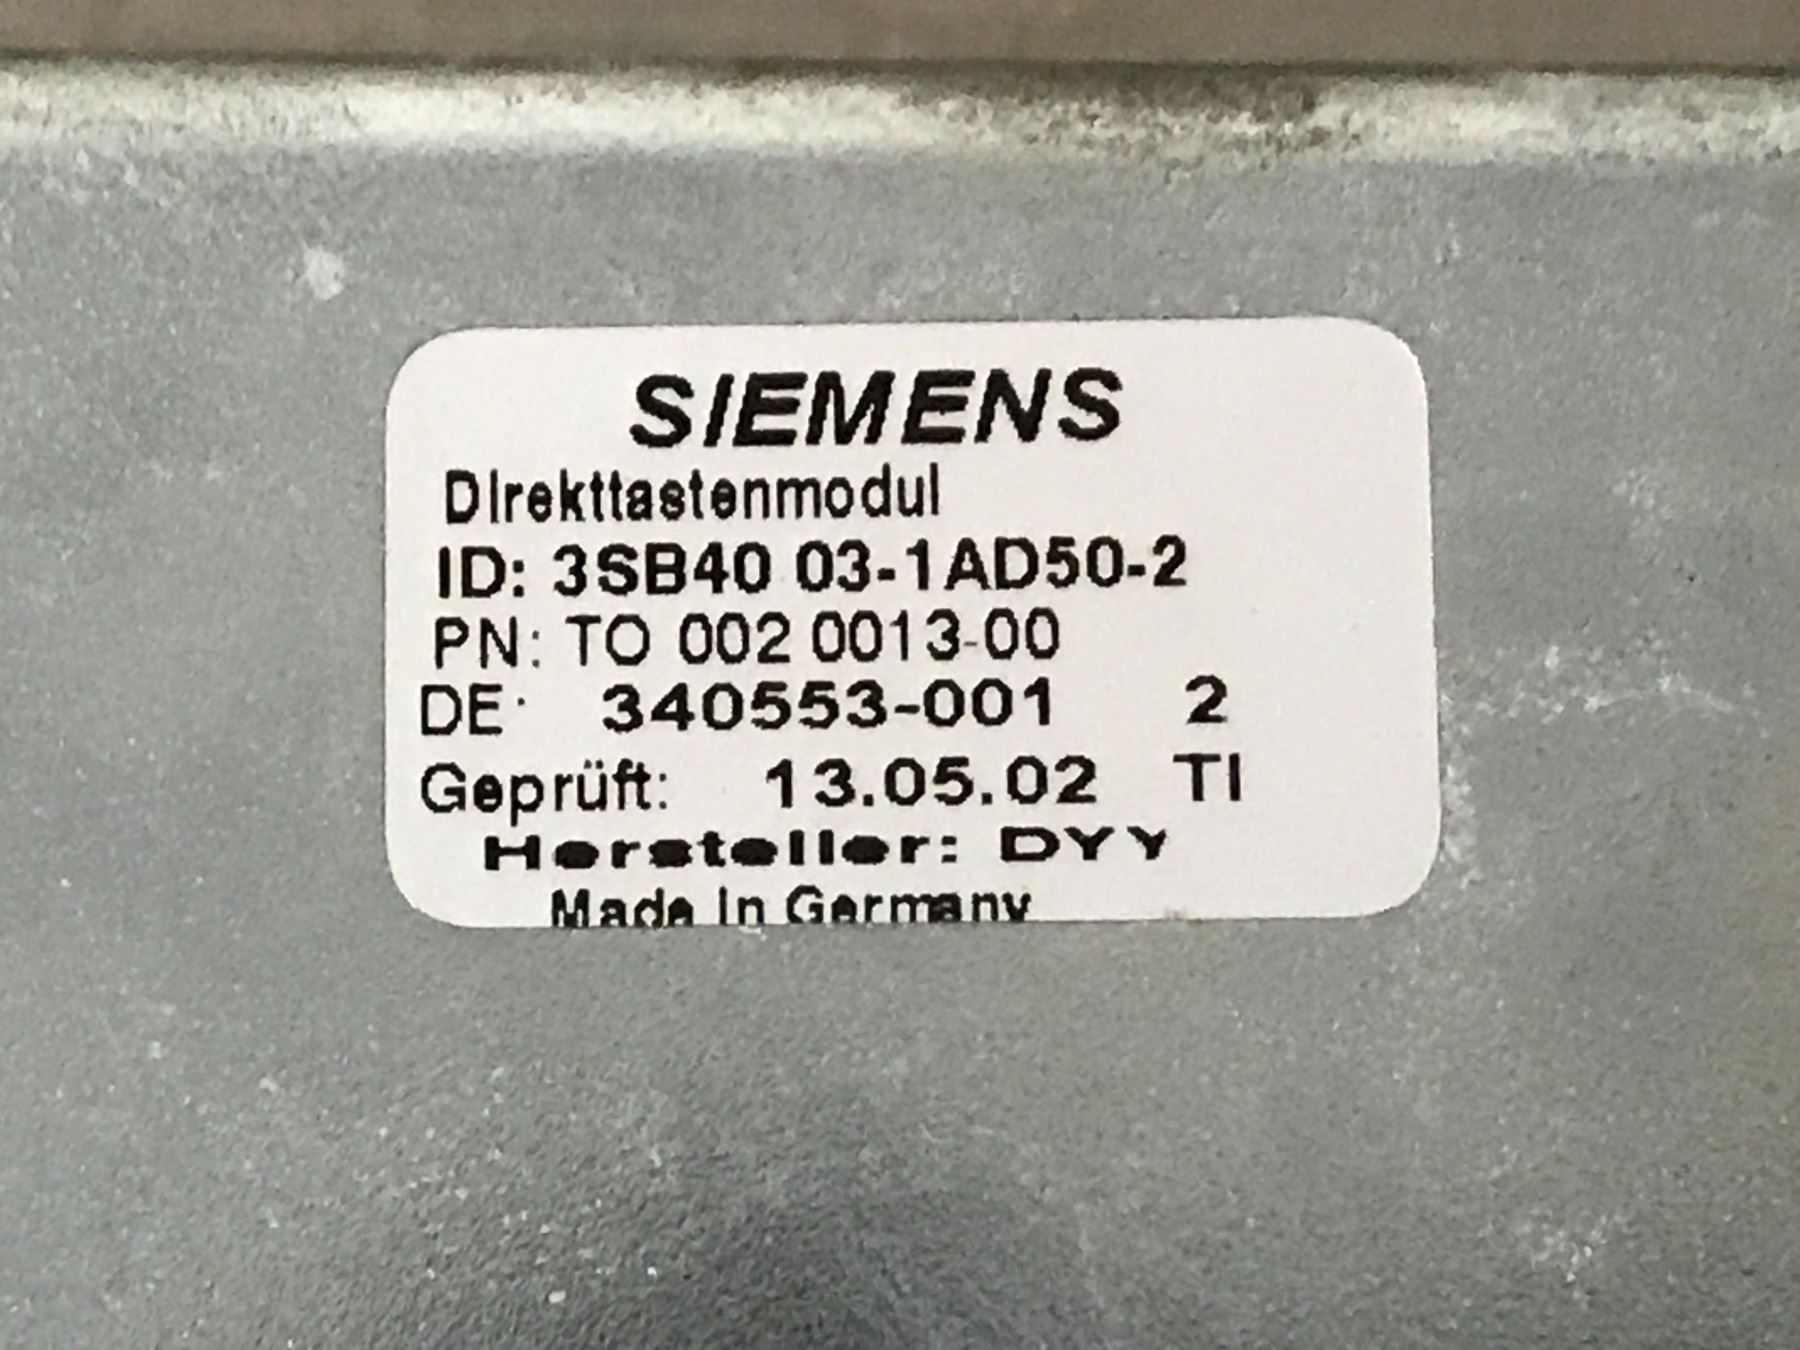 SIEMENS
Direkttastenmodul
ID: 3SB40 03-1AD50-2
PN: TO 002 0013-00
DE: 340553-001 2
Geprüft: 13.05.02 TI
Hersteller: DYY
Made in Germany